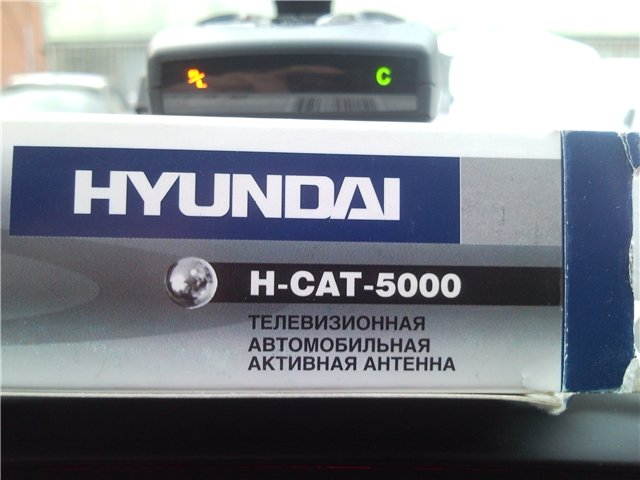 C
HYUNDAI
H-CAT-5000
ТЕЛЕВИЗИОННАЯ
АВТОМОБИЛЬНАЯ
АКТИВНАЯ АНТЕННА